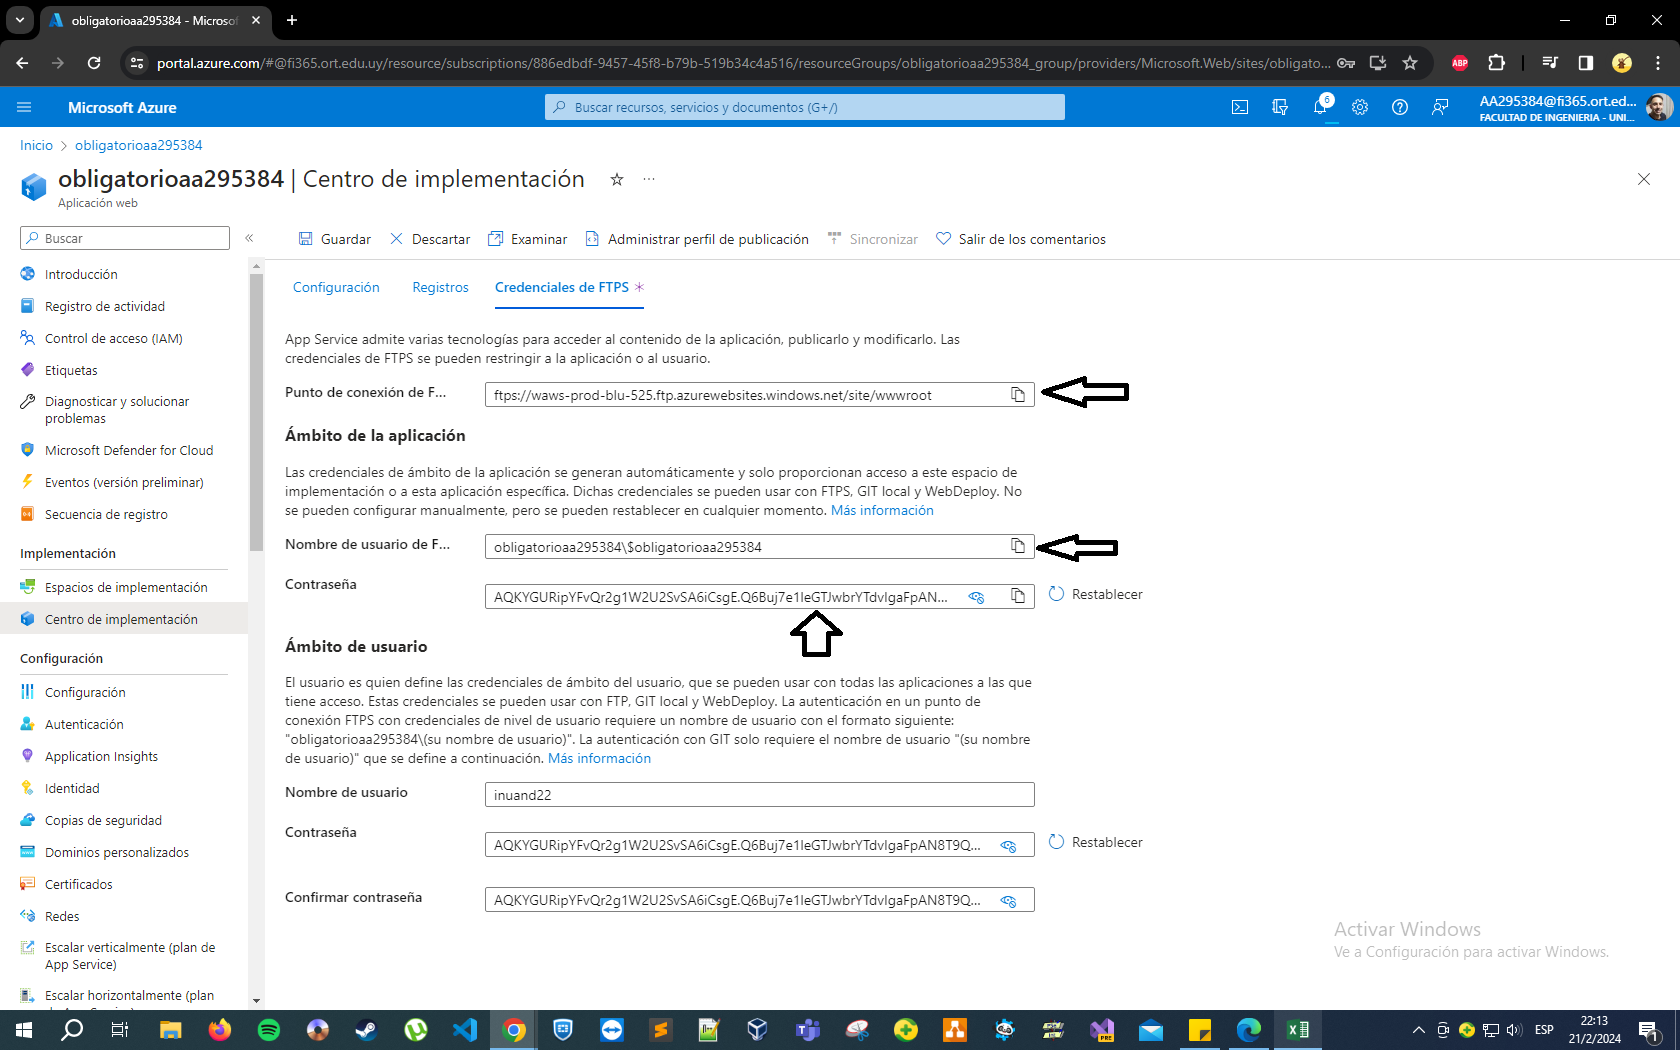 obligatorioaa295384 - Microsof
portal.azure.com/#@fi365.ort.edu.uy/resource/subscriptions/886edbdf-9457-45f8-b79b-519b34c4a516/resourceGroups/obligatorioaa295384_group/providers/Microsoft.Web/sites/obligato...
ABP
Microsoft Azure
Buscar recursos, servicios y documentos (G+/)
6
AA295384@fi365.ort.ed...
FACULTAD DE INGENIERIA - UNI...
Inicio > obligatorioaa295384
obligatorioaa295384 | Centro de implementación
Aplicación web
Buscar
Guardar
Descartar
Examinar
Administrar perfil de publicación
Sincronizar
Salir de los comentarios
Introducción
Registro de actividad
Control de acceso (IAM)
Etiquetas
Diagnosticar y solucionar
problemas
Microsoft Defender for Cloud
Eventos (versión preliminar)
Secuencia de registro
Implementación
Espacios de implementación
Centro de implementación
Configuración
Configuración
Autenticación
Application Insights
Identidad
Copias de seguridad
Dominios personalizados
Certificados
Redes
Escalar verticalmente (plan de
App Service)
Escalar horizontalmente (plan
Configuración
Registros
Credenciales de FTPS *
App Service admite varias tecnologías para acceder al contenido de la aplicación, publicarlo y modificarlo. Las
credenciales de FTPS se pueden restringir a la aplicación o al usuario.
Punto de conexión de F...
ftps://waws-prod-blu-525.ftp.azurewebsites.windows.net/site/wwwroot
Ámbito de la aplicación
Las credenciales de ámbito de la aplicación se generan automáticamente y solo proporcionan acceso a este espacio de
implementación o a esta aplicación específica. Dichas credenciales se pueden usar con FTPS, GIT local y WebDeploy. No
se pueden configurar manualmente, pero se pueden restablecer en cualquier momento. Más información
Nombre de usuario de F...
obligatorioaa295384\$obligatorioaa295384
Contraseña
AQKYGURipYFvQr2g1W2U2SvSA6iCsgE.Q6Buj7e1IeGTJwbrYTdvIgaFpAN...
Restablecer
Ámbito de usuario
El usuario es quien define las credenciales de ámbito del usuario, que se pueden usar con todas las aplicaciones a las que
tiene acceso. Estas credenciales se pueden usar con FTP, GIT local y WebDeploy. La autenticación en un punto de
conexión FTPS con credenciales de nivel de usuario requiere un nombre de usuario con el formato siguiente:
"obligatorioaa295384\(su nombre de usuario)". La autenticación con GIT solo requiere el nombre de usuario "(su nombre
de usuario)" que se define a continuación. Más información
Nombre de usuario
inuand22
Contraseña
AQKYGURipYFvQr2g1W2U2SvSA6iCsgE.Q6Buj7e1IeGTJwbrYTdvIgaFpAN8T9Q...
Restablecer
Confirmar contraseña
AQKYGURipYFvQr2g1W2U2SvSA6iCsgE.Q6Buj7e1IeGTJwbrYTdvIgaFpAN8T9Q...
Activar Windows
Ve a Configuración para activar Windows.
PRE
ESP
22:13
21/2/2024
1